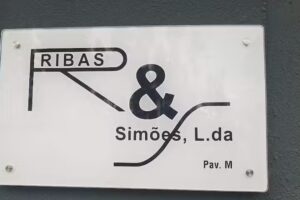 RIBAS
&
Simões, L.da
Pav. M